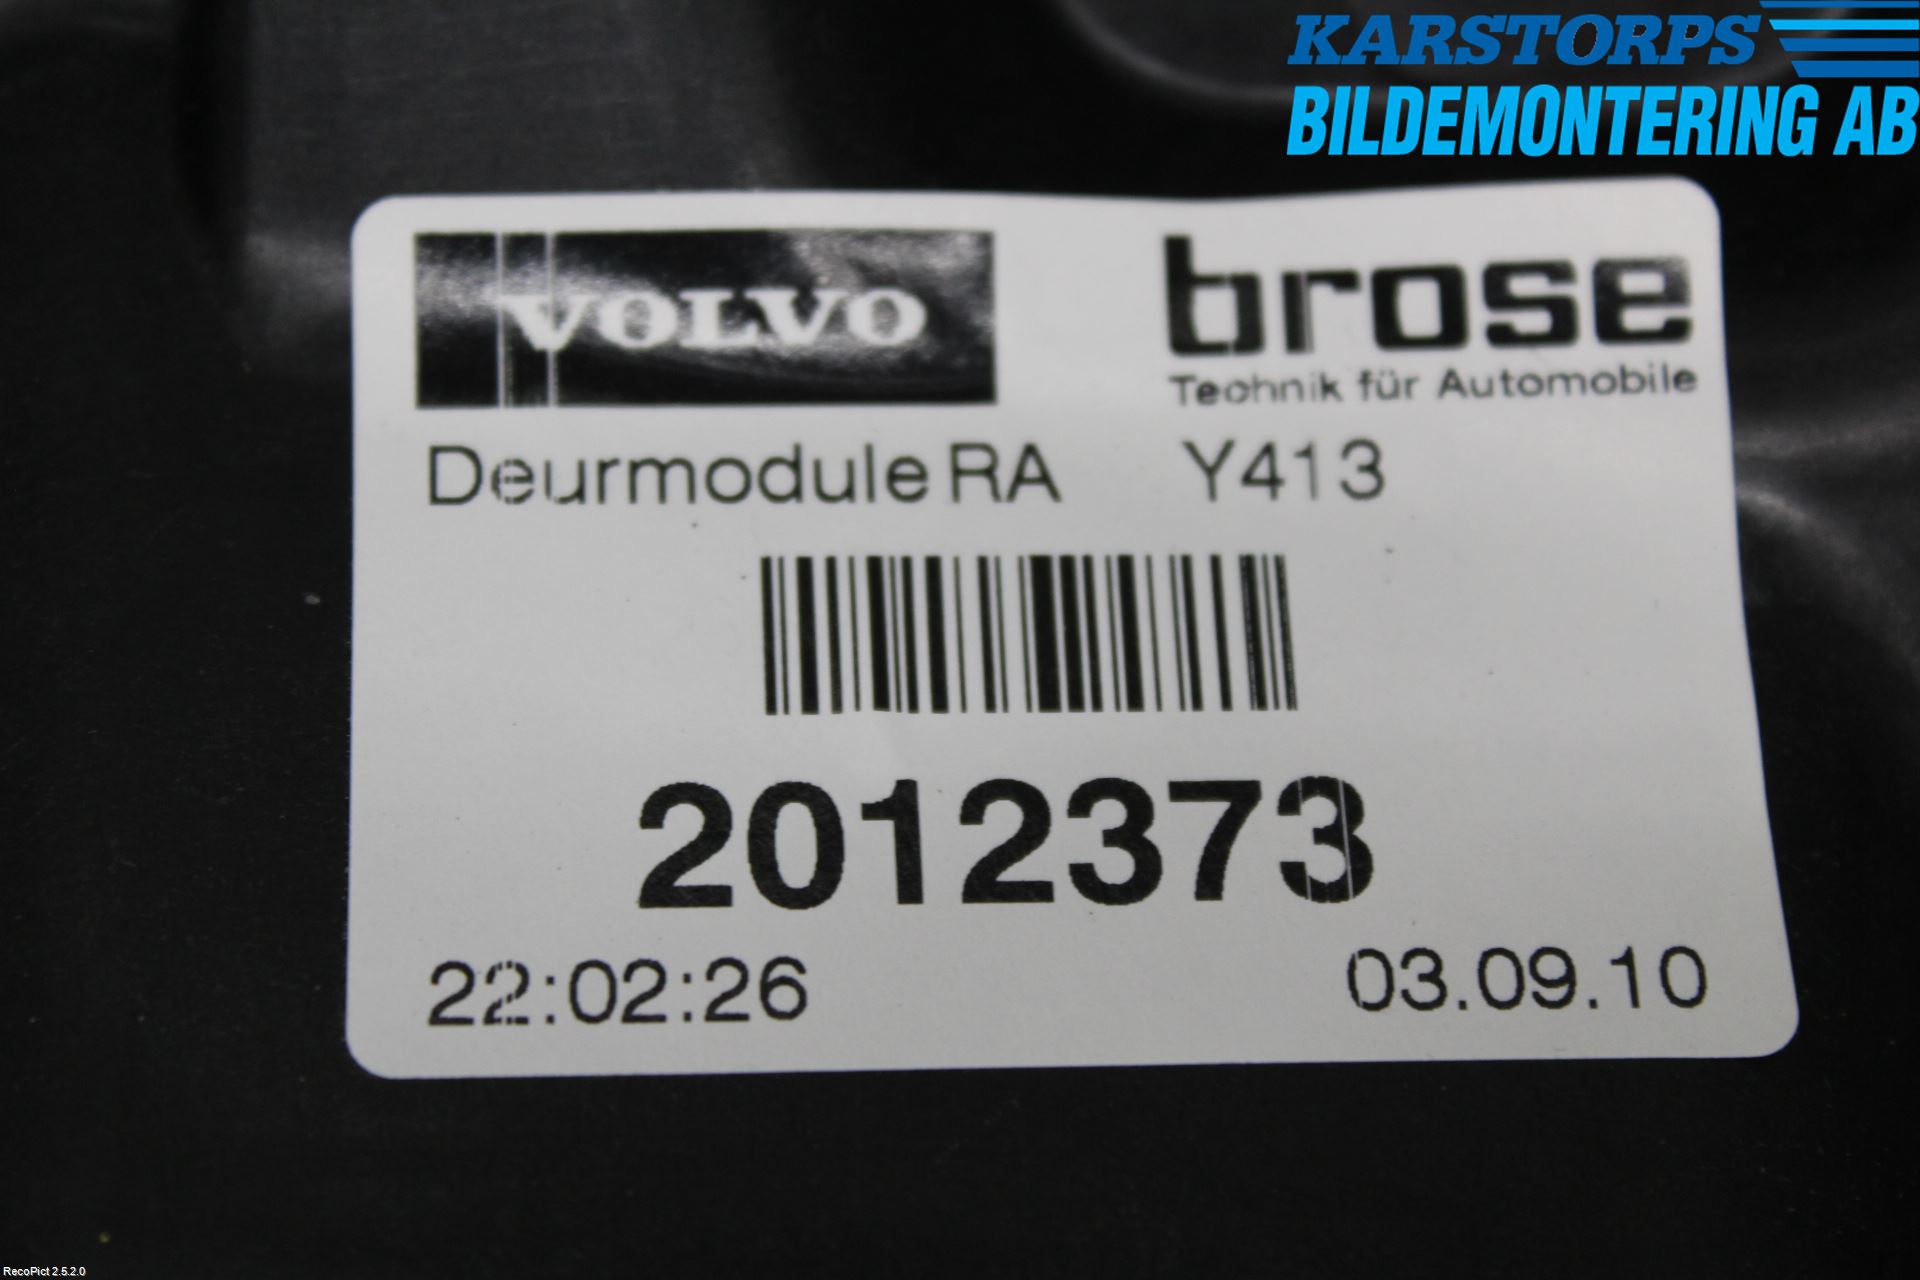 KARSTORPS
BILDEMONTERING AB
VOLVO
brose
Technik für Automobile
Deurmodule RA Y413
2012373
22:02:26 03.09.10
RecoPict 2.5.2.0